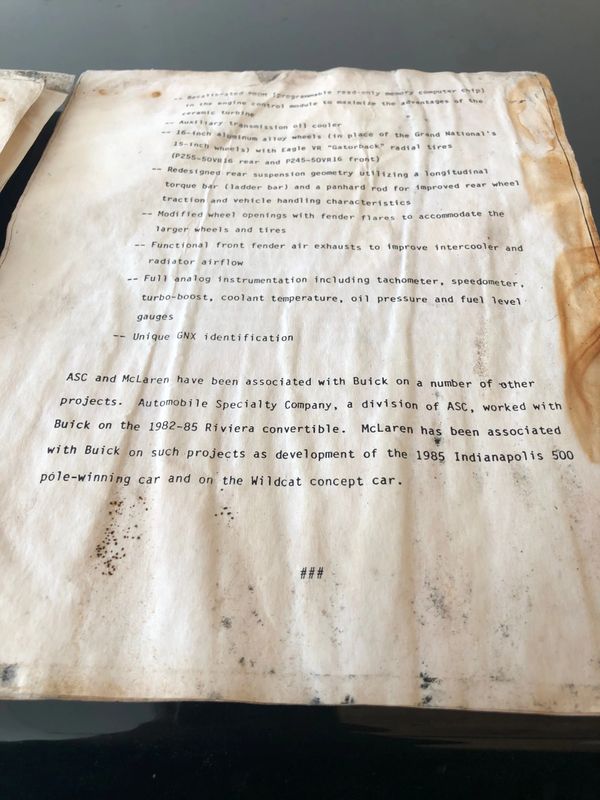 -- Recalibrated PROM (programmable read-only memory computer chip)
in the engine control module to maximize the advantages of the
ceramic turbine
-- Auxiliary transmission oil cooler
-- 16-inch aluminum alloy wheels (in place of the Grand National's
15-inch wheels) with Eagle VR "Gatorback" radial tires
(P255-50VR16 rear and P245-50VR16 front)
-- Redesigned rear suspension geometry utilizing a longitudinal
torque bar (ladder bar) and a panhard rod for improved rear wheel
traction and vehicle handling characteristics
-- Modified wheel openings with fender flares to accommodate the
larger wheels and tires
-- Functional front fender air exhausts to improve intercooler and
radiator airflow
-- Full analog instrumentation including tachometer, speedometer,
turbo-boost, coolant temperature, oil pressure and fuel level
gauges
-- Unique GNX identification
ASC and McLaren have been associated with Buick on a number of other
projects. Automobile Specialty Company, a division of ASC, worked with
Buick on the 1982-85 Riviera convertible. McLaren has been associated
with Buick on such projects as development of the 1985 Indianapolis 500
pole-winning car and on the Wildcat concept car.
###